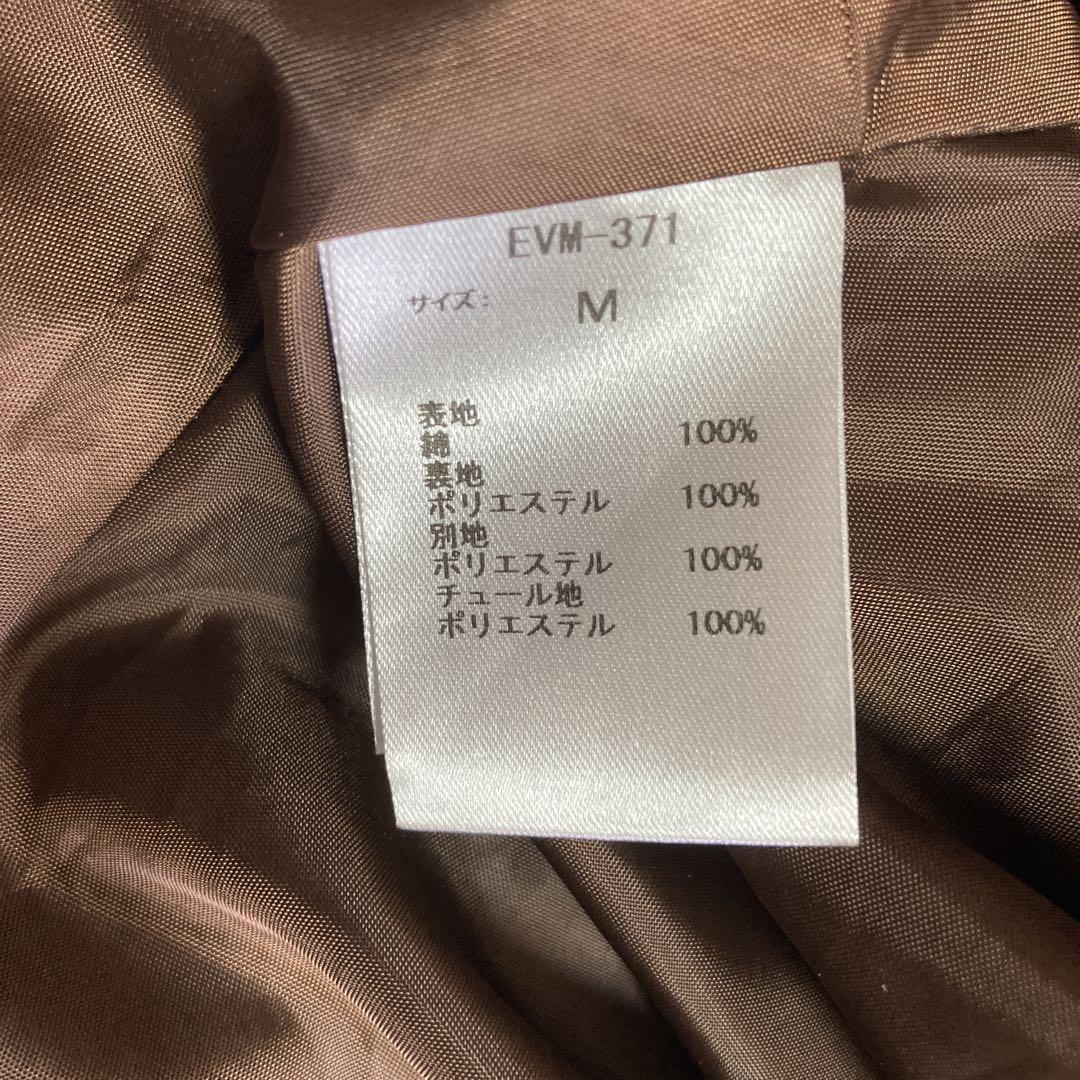 EVM-371
サイズ: M
表地
綿 100%
裏地
ポリエステル 100%
別地
ポリエステル 100%
チュール地
ポリエステル 100%